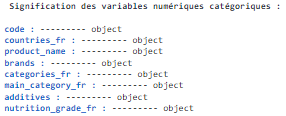 Signification des variables numériques catégoriques :
code : --------- object
countries_fr : --------- object
product_name : --------- object
brands : --------- object
categories_fr : --------- object
main_category_fr : --------- object
additives : --------- object
nutrition_grade_fr : --------- object